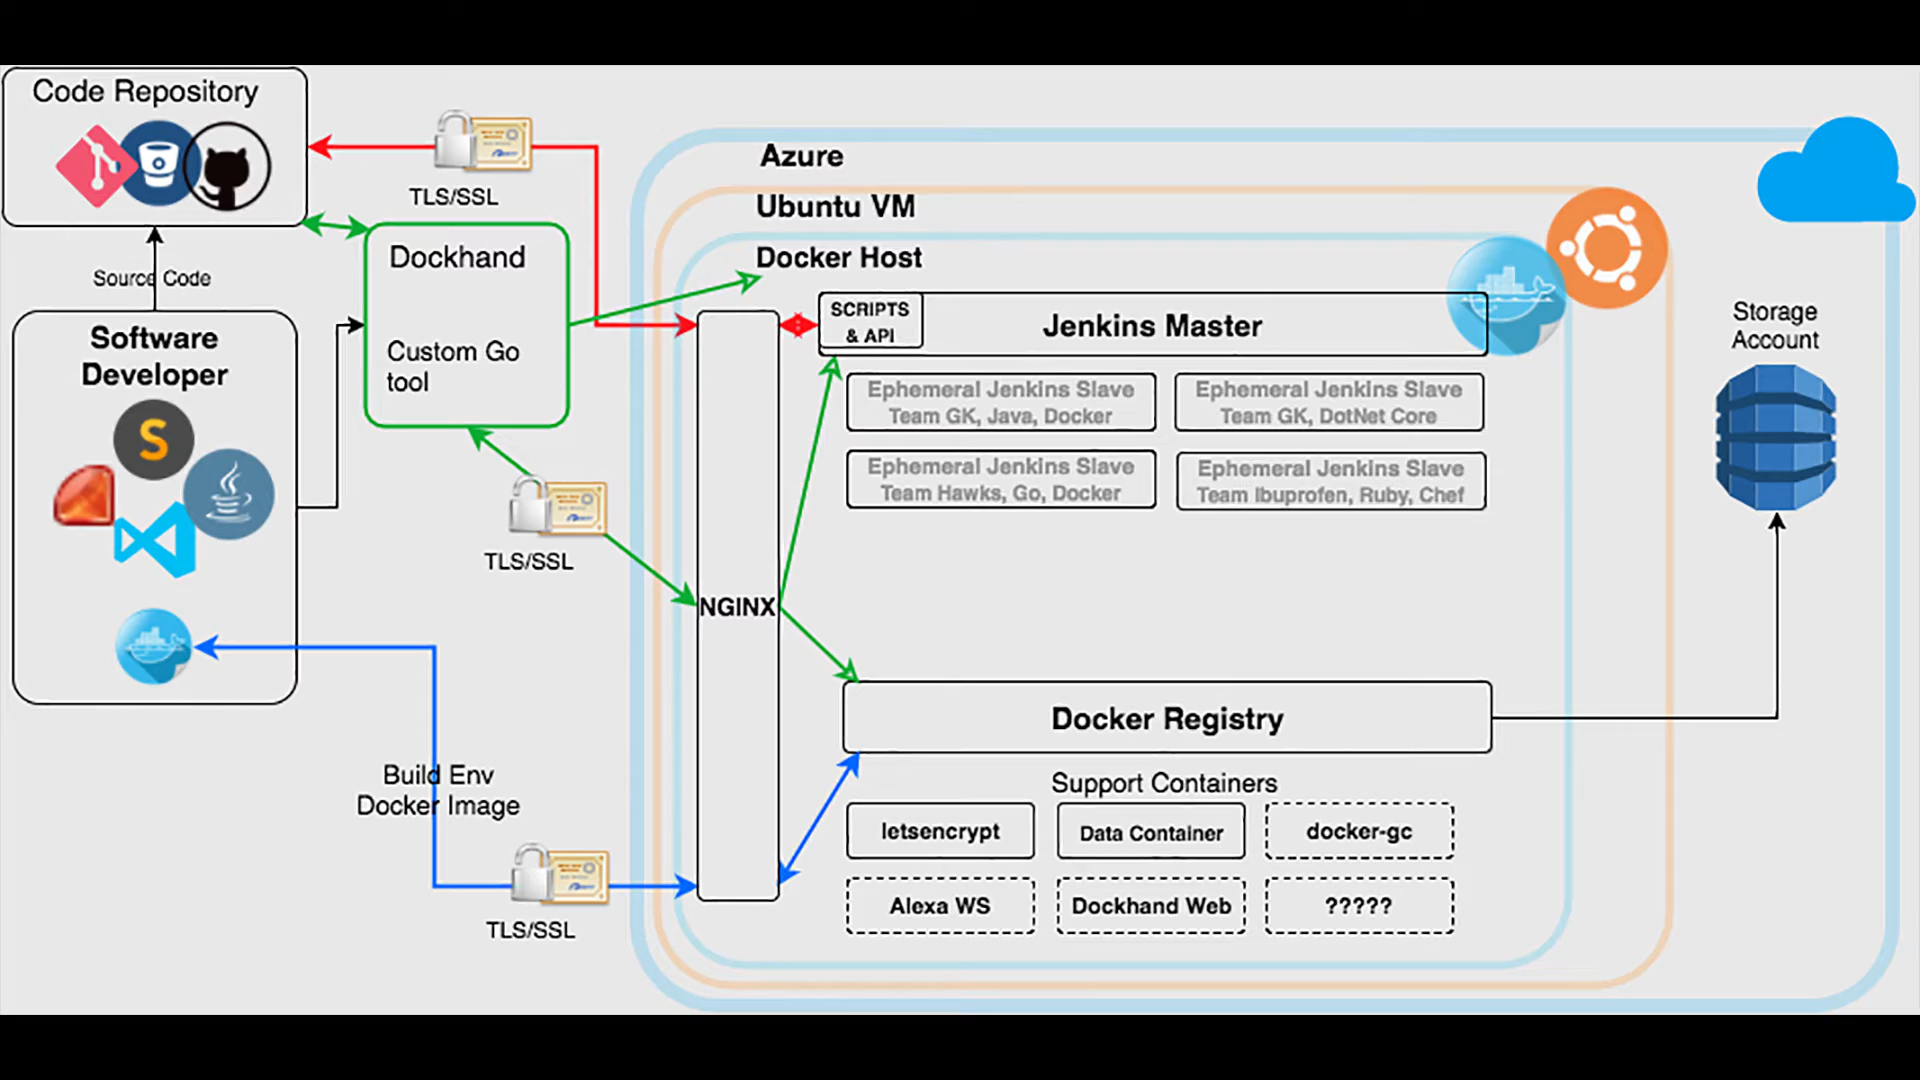 Code Repository
TLS/SSL
Source Code
Software
Developer
S
Dockhand
Custom Go
tool
TLS/SSL
Build Env
Docker Image
TLS/SSL
Azure
Ubuntu VM
Docker Host
NGINX
SCRIPTS
& API
Jenkins Master
Ephemeral Jenkins Slave
Team GK, Java, Docker
Ephemeral Jenkins Slave
Team GK, DotNet Core
Ephemeral Jenkins Slave
Team Hawks, Go, Docker
Ephemeral Jenkins Slave
Team Ibuprofen, Ruby, Chef
Docker Registry
Support Containers
letsencrypt
Data Container
docker-gc
Alexa WS
Dockhand Web
?????
Storage
Account